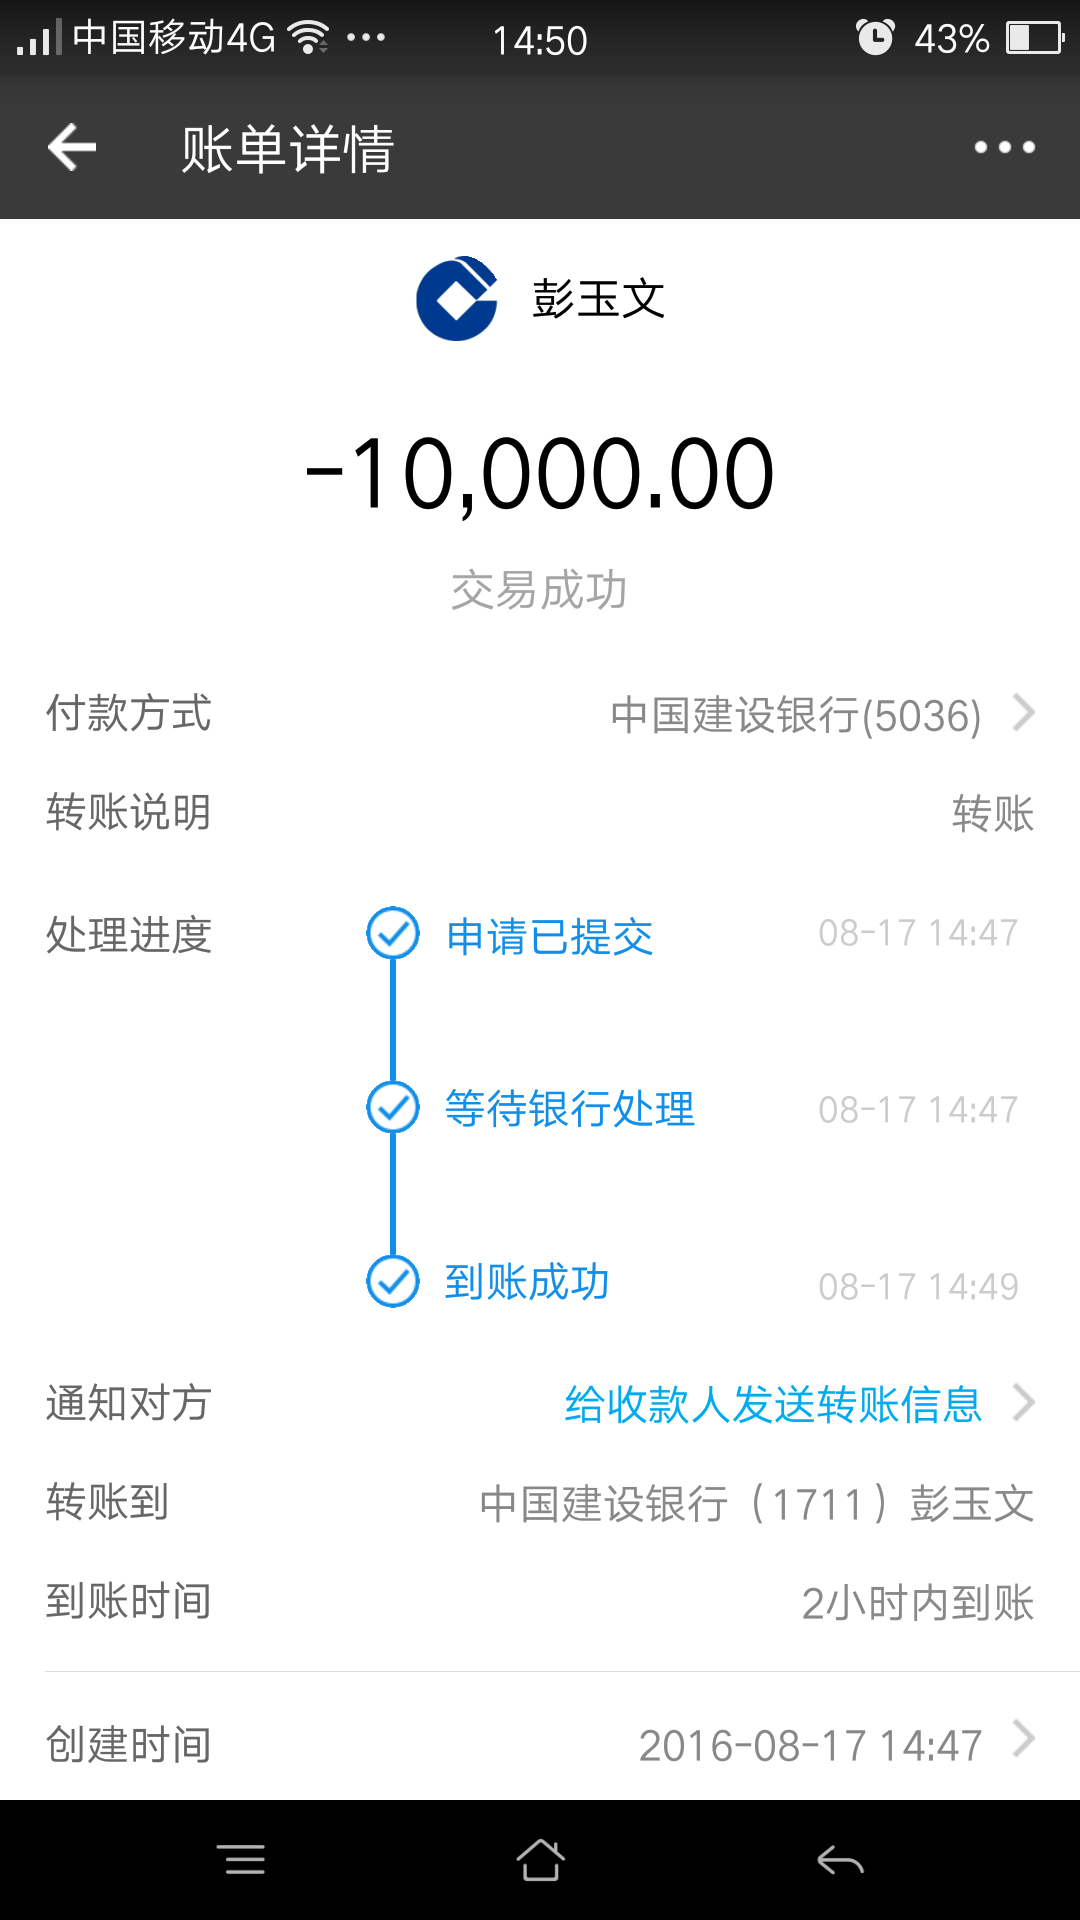 中国移动4G 14:50 43%
账单详情
彭玉文
-10,000.00
交易成功
付款方式 中国建设银行(5036)
转账说明 转账
处理进度 申请已提交 08-17 14:47
等待银行处理 08-17 14:47
到账成功 08-17 14:49
通知对方 给收款人发送转账信息
转账到 中国建设银行（1711）彭玉文
到账时间 2小时内到账
创建时间 2016-08-17 14:47